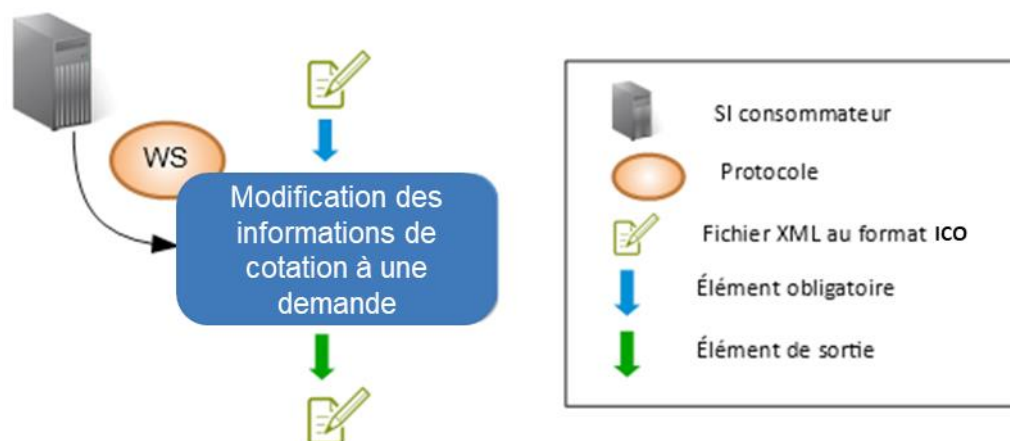 WS
Modification des
informations de
cotation à une
demande
SI consommateur
Protocole
Fichier XML au format ICO
Élément obligatoire
Élément de sortie